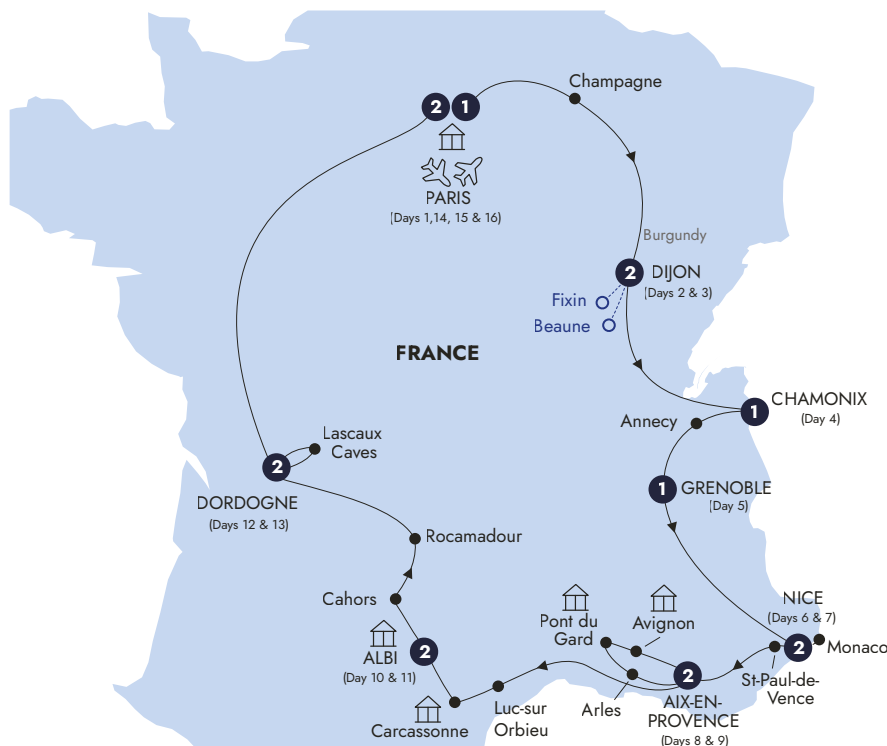 Champagne
2
1
PARIS
(Days 1,14, 15 & 16)
Burgundy
2
DIJON
(Days 2 & 3)
Fixin
Beaune
FRANCE
CHAMONIX
1
(Day 4)
Annecy
Lascaux
Caves
2
DORDOGNE
(Days 12 & 13)
1
GRENOBLE
(Day 5)
Rocamadour
Cahors
NICE
(Days 6 & 7)
2
Monaco
Pont du
Gard
Avignon
2
ALBI
(Day 10 & 11)
St-Paul-de-
Vence
2
AIX-EN-
PROVENCE
(Days 8 & 9)
Arles
Luc-sur
Orbieu
Carcassonne